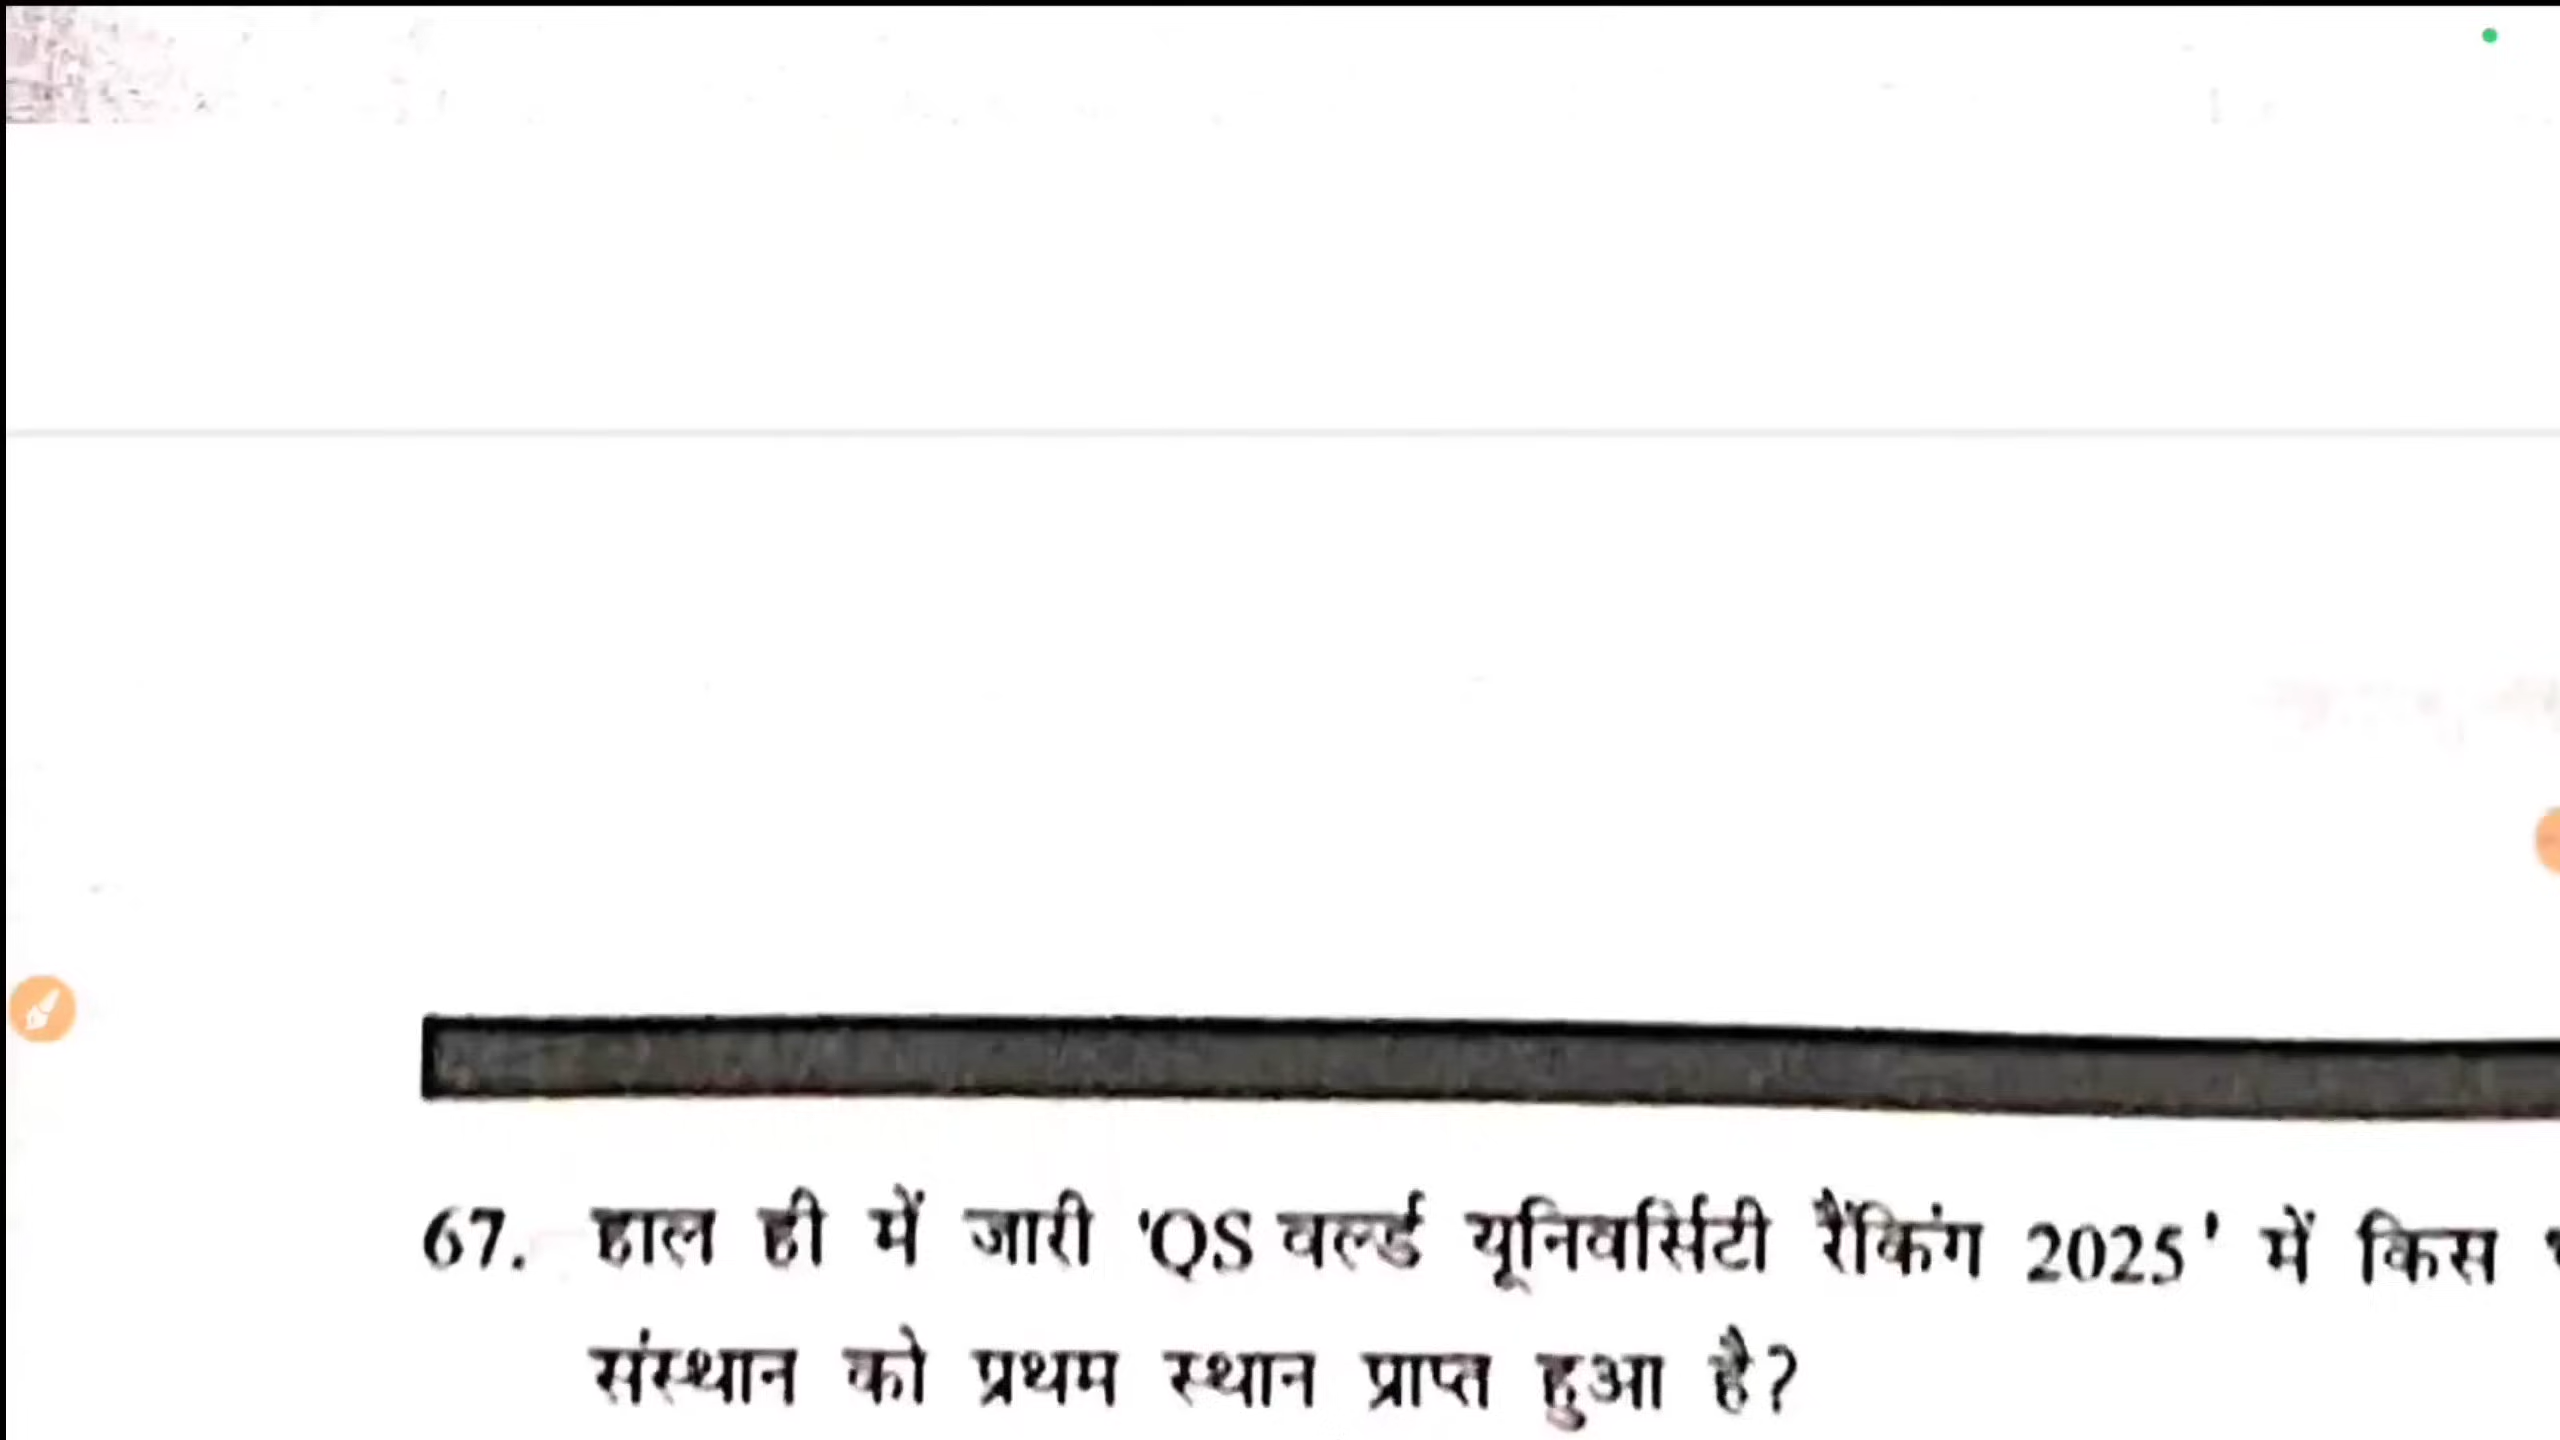 67. हाल ही में जारी 'QS वर्ल्ड यूनिवर्सिटी रैंकिंग 2025' में किस
संस्थान को प्रथम स्थान प्राप्त हुआ है?